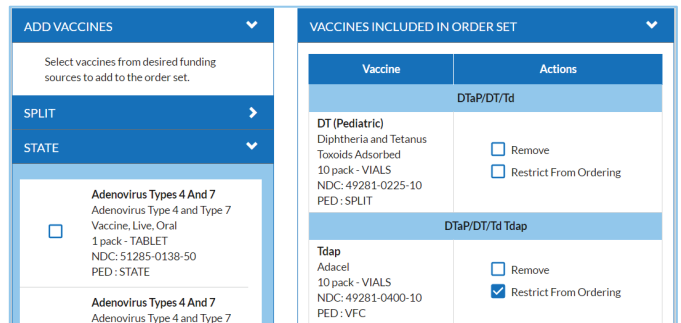 ADD VACCINES
Select vaccines from desired funding
sources to add to the order set.
SPLIT
STATE
Adenovirus Types 4 And 7
Adenovirus Type 4 and Type 7
Vaccine, Live, Oral
1 pack - TABLET
NDC: 51285-0138-50
PED : STATE
Adenovirus Types 4 And 7
Adenovirus Type 4 and Type 7
VACCINES INCLUDED IN ORDER SET
Vaccine Actions
DTaP/DT/Td
DT (Pediatric)
Diphtheria and Tetanus
Toxoids Adsorbed
10 pack - VIALS
NDC: 49281-0225-10
PED : SPLIT
Remove
Restrict From Ordering
DTaP/DT/Td Tdap
Tdap
Adacel
10 pack - VIALS
NDC: 49281-0400-10
PED : VFC
Remove
Restrict From Ordering